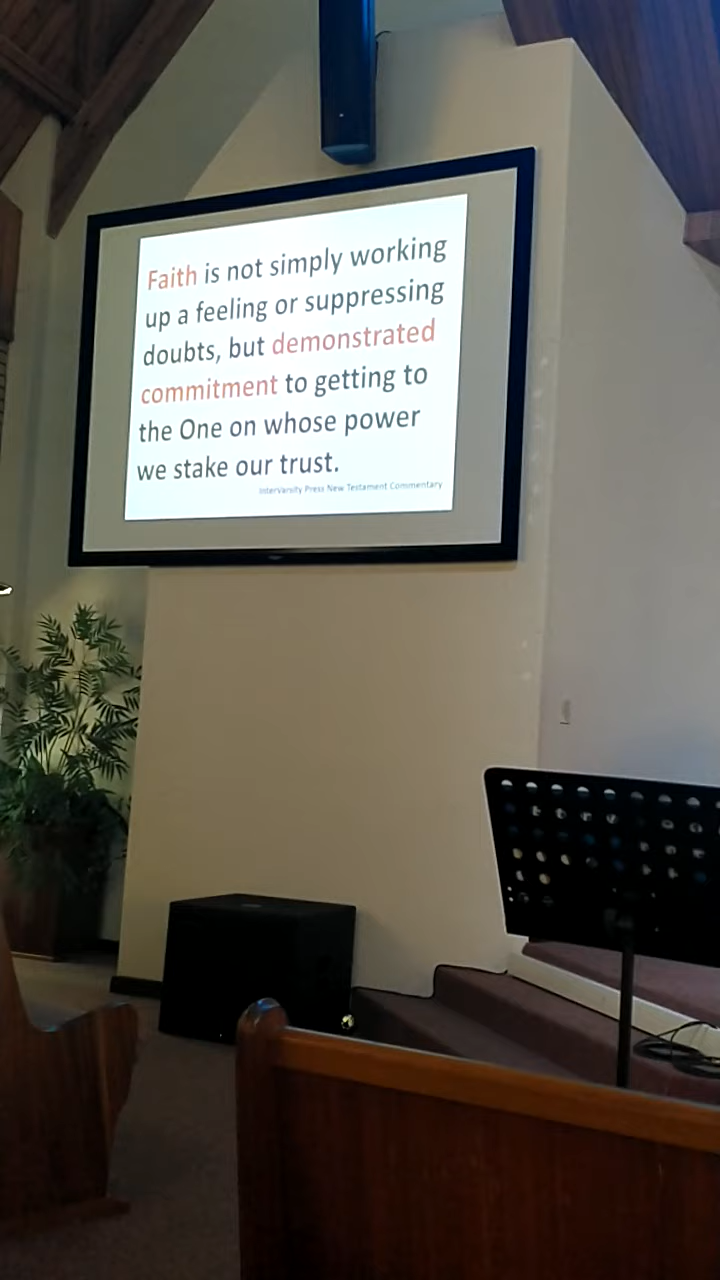 Faith is not simply working
up a feeling or suppressing
doubts, but demonstrated
commitment to getting to
the One on whose power
we stake our trust.
InterVarsity Press New Testament Commentary